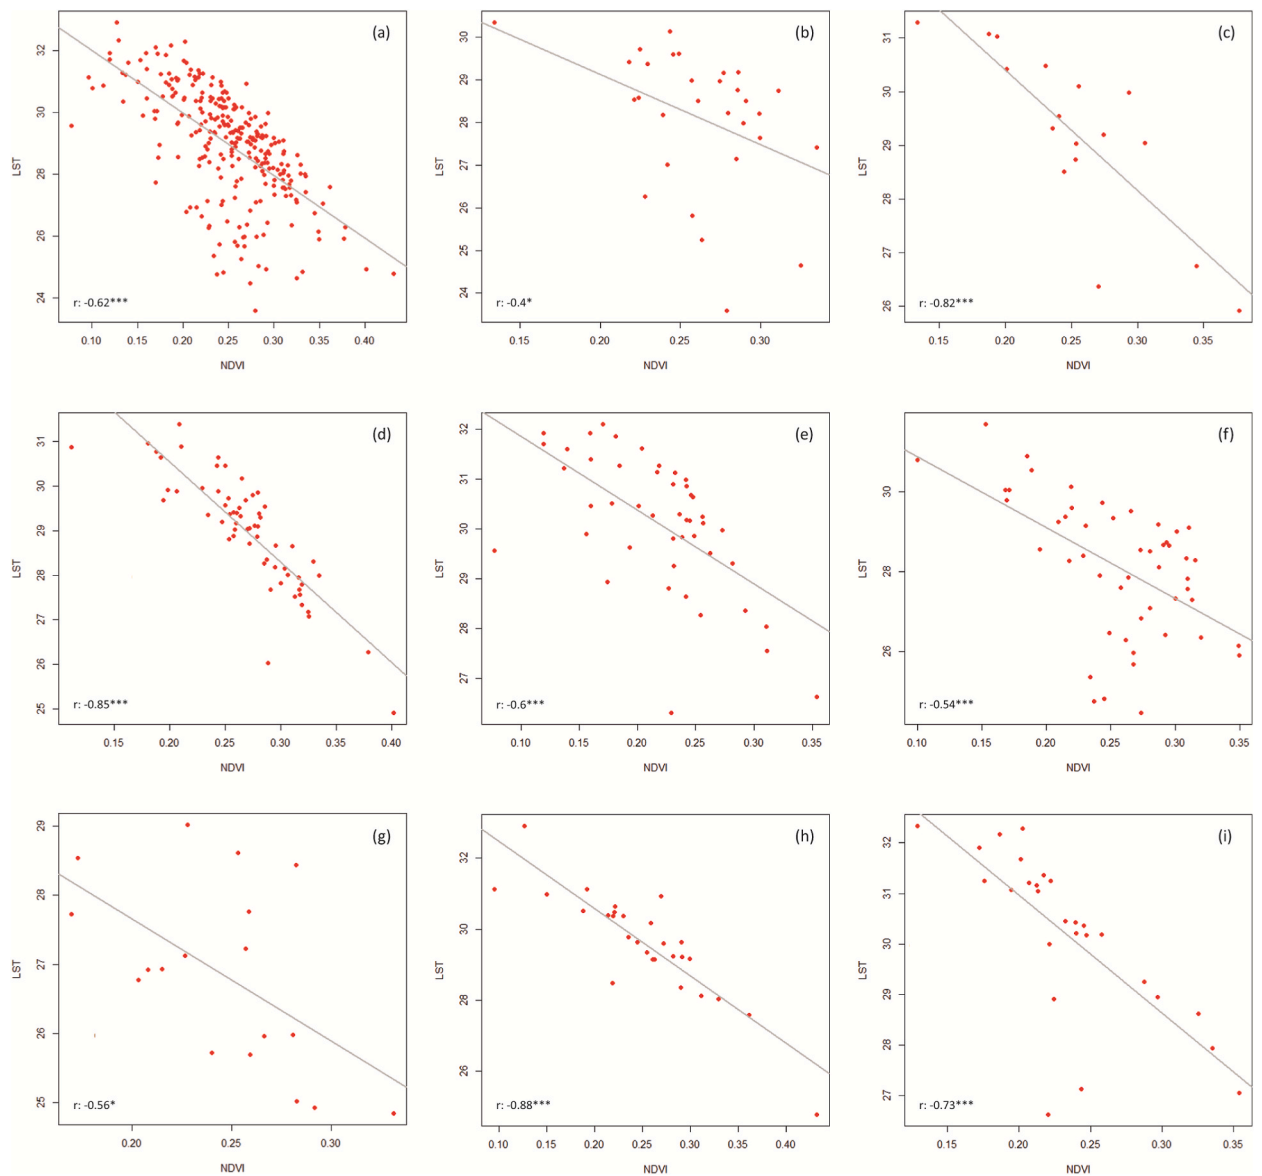 (a)
LST
32
30
28
26
24
r: -0.62***
0.10 0.15 0.20 0.25 0.30 0.35 0.40
NDVI
(b)
LST
30
29
28
27
26
25
24
r: -0.4*
0.15 0.20 0.25 0.30
NDVI
(c)
LST
31
30
29
28
27
26
r: -0.82***
0.15 0.20 0.25 0.30 0.35
NDVI
(d)
LST
31
30
29
28
27
26
25
r: -0.85***
0.15 0.20 0.25 0.30 0.35 0.40
NDVI
(e)
LST
32
31
30
29
28
27
r: -0.6***
0.10 0.15 0.20 0.25 0.30 0.35
NDVI
(f)
LST
30
28
26
r: -0.54***
0.10 0.15 0.20 0.25 0.30 0.35
NDVI
(g)
LST
29
28
27
26
25
r: -0.56*
0.20 0.25 0.30
NDVI
(h)
LST
32
30
28
26
r: -0.88***
0.10 0.15 0.20 0.25 0.30 0.35 0.40
NDVI
(i)
LST
32
31
30
29
28
27
r: -0.73***
0.15 0.20 0.25 0.30 0.35
NDVI